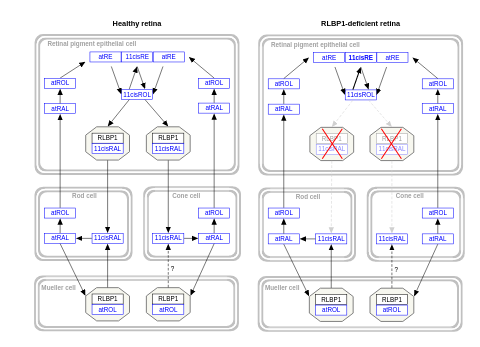 Healthy retina
RLBP1-deficient retina
Retinal pigment epithelial cell
atRE 11cisRE atRE
atROL 11cisROL atROL
atRAL atRAL
RLBP1 RLBP1
11cisRAL 11cisRAL
Rod cell
Cone cell
atROL atROL
atRAL 11cisRAL 11cisRAL atRAL
?
Mueller cell
RLBP1 RLBP1
atROL atROL
Retinal pigment epithelial cell
atRE 11cisRE atRE
atROL 11cisROL atROL
atRAL atRAL
RLBP1 RLBP1
11cisRAL 11cisRAL
Rod cell
Cone cell
atROL atROL
atRAL 11cisRAL 11cisRAL atRAL
?
Mueller cell
RLBP1 RLBP1
atROL atROL